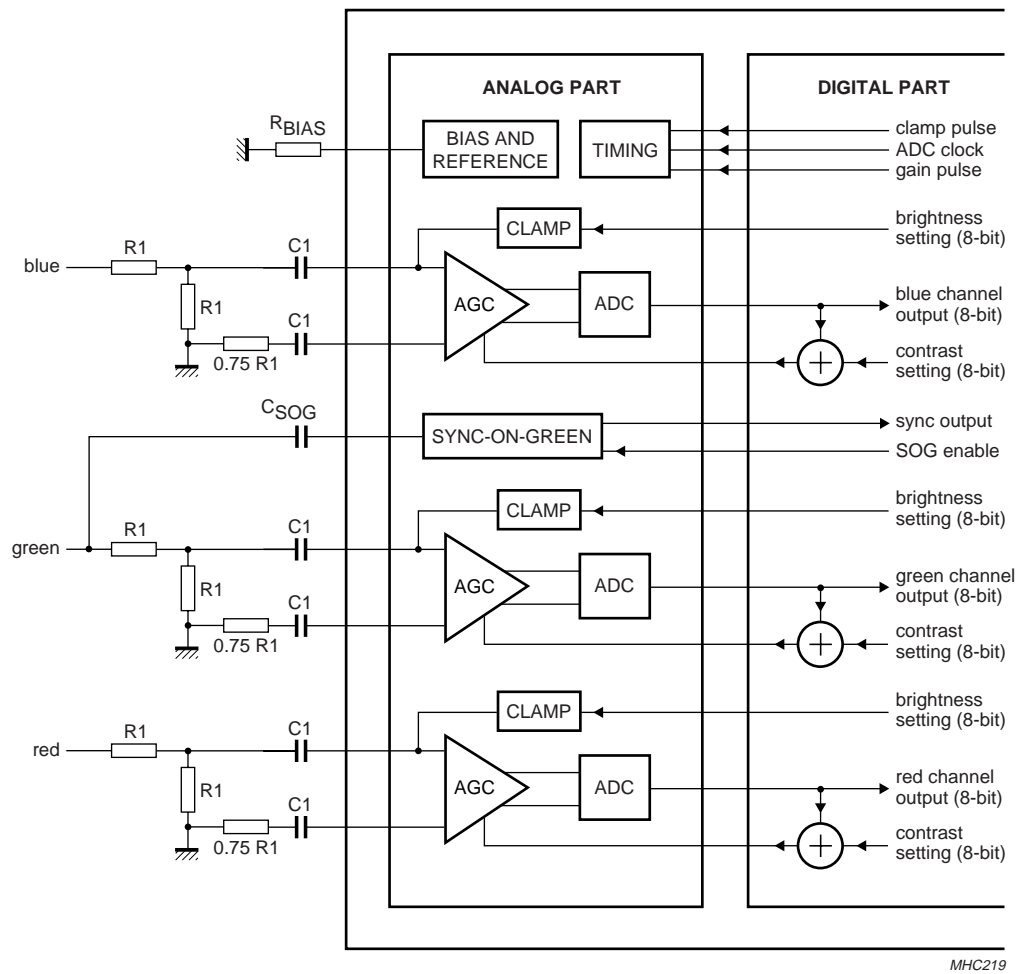 ANALOG PART
DIGITAL PART
RBIAS
BIAS AND
REFERENCE
TIMING
clamp pulse
ADC clock
gain pulse
CLAMP
brightness
setting (8-bit)
blue
R1
C1
R1
AGC
ADC
blue channel
output (8-bit)
C1
0.75 R1
contrast
setting (8-bit)
CSOG
SYNC-ON-GREEN
sync output
SOG enable
CLAMP
brightness
setting (8-bit)
green
R1
C1
R1
AGC
ADC
green channel
output (8-bit)
C1
0.75 R1
contrast
setting (8-bit)
CLAMP
brightness
setting (8-bit)
red
R1
C1
R1
AGC
ADC
red channel
output (8-bit)
C1
0.75 R1
contrast
setting (8-bit)
MHC219